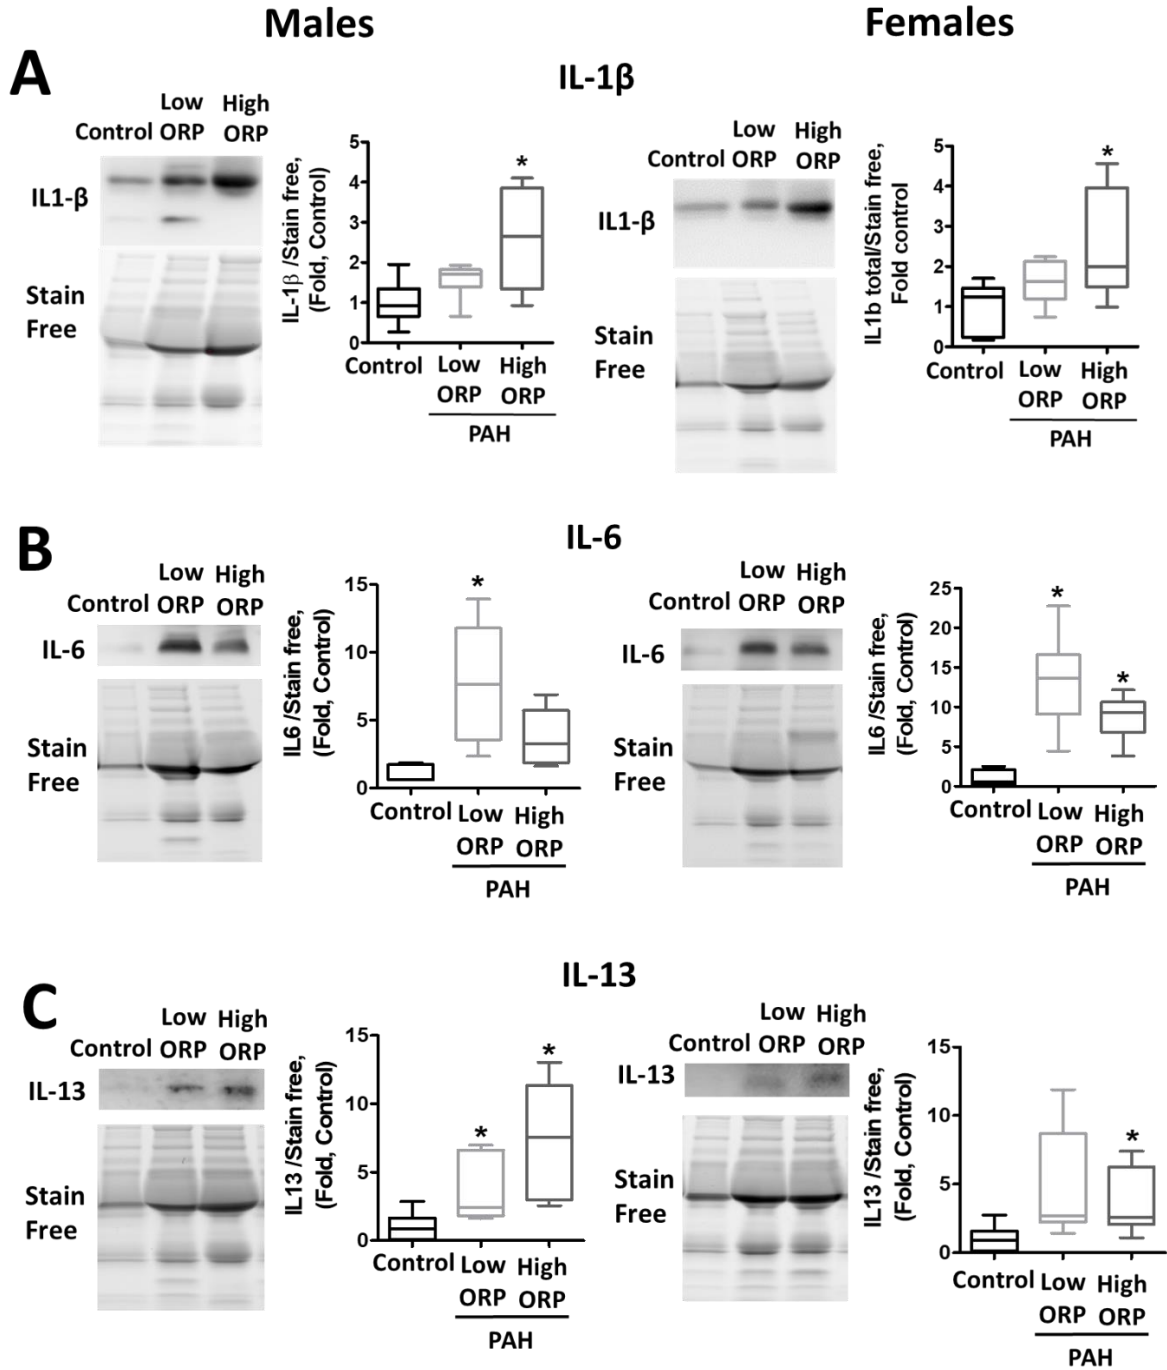 Males
Females
A
IL-1β
Low High
Control ORP ORP
IL1-β
Stain
Free
IL-1β /Stain free,
(Fold, Control)
5
4
3
2
1
0
*
Control Low High
ORP ORP
PAH
Low High
Control ORP ORP
IL1-β
Stain
Free
IL1b total/Stain free,
Fold control
5
4
3
2
1
0
*
Control Low High
ORP ORP
PAH
B
IL-6
Low High
Control ORP ORP
IL-6
Stain
Free
IL6 /Stain free,
(Fold, Control)
15
10
5
0
*
Control Low High
ORP ORP
PAH
Low High
Control ORP ORP
IL-6
Stain
Free
IL6 /Stain free,
(Fold, Control)
25
20
15
10
5
0
*
*
Control Low High
ORP ORP
PAH
C
IL-13
Low High
Control ORP ORP
IL-13
Stain
Free
IL13 /Stain free,
(Fold, Control)
15
10
5
0
*
*
Control Low High
ORP ORP
PAH
Low High
Control ORP ORP
IL-13
Stain
Free
IL13 /Stain free,
(Fold, Control)
15
10
5
0
*
Control Low High
ORP ORP
PAH